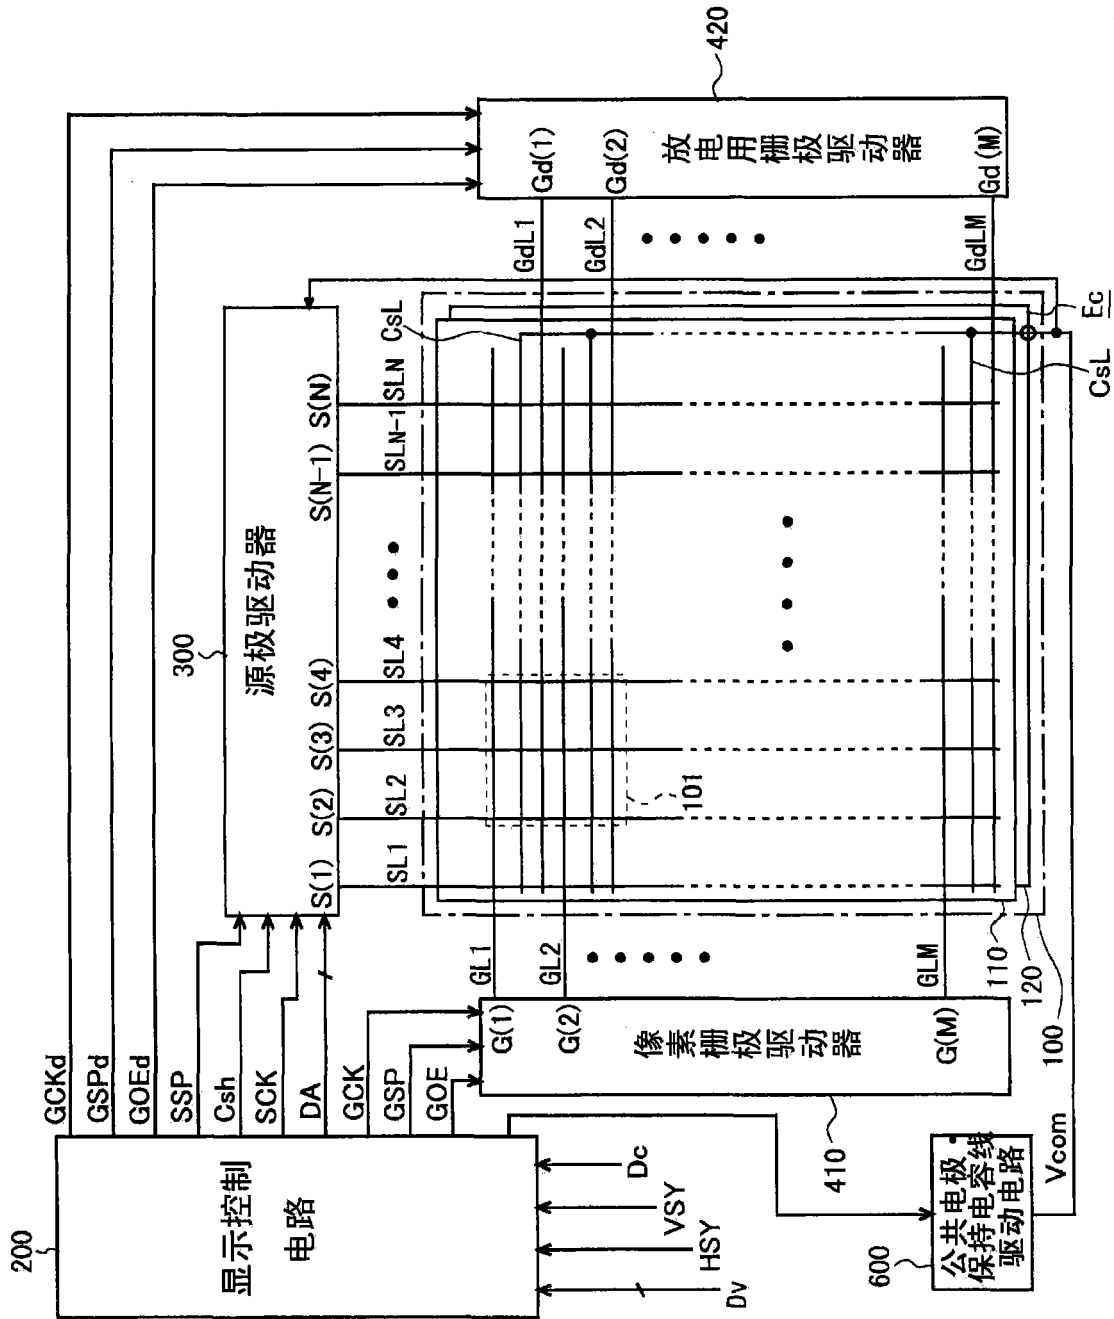 200
显示控制
电路
GCKd
GSPd
GOEd
SSP
Csh
SCK
DA
GCK
GSP
GOE
Dv
HSY
VSY
Dc
300
源极驱动器
S(1)
S(2)
S(3)
S(4)
S(N-1)
S(N)
SL1
SL2
SL3
SL4
SLN-1
SLN
CsL
420
放电用栅极驱动器
Gd(1)
Gd(2)
Gd(M)
GdL1
GdL2
GdLM
101
GL1
GL2
GLM
410
像素栅极驱动器
G(1)
G(2)
G(M)
110
120
100
Ec
CsL
600
公共电极·
保持电容线
驱动电路
Vcom